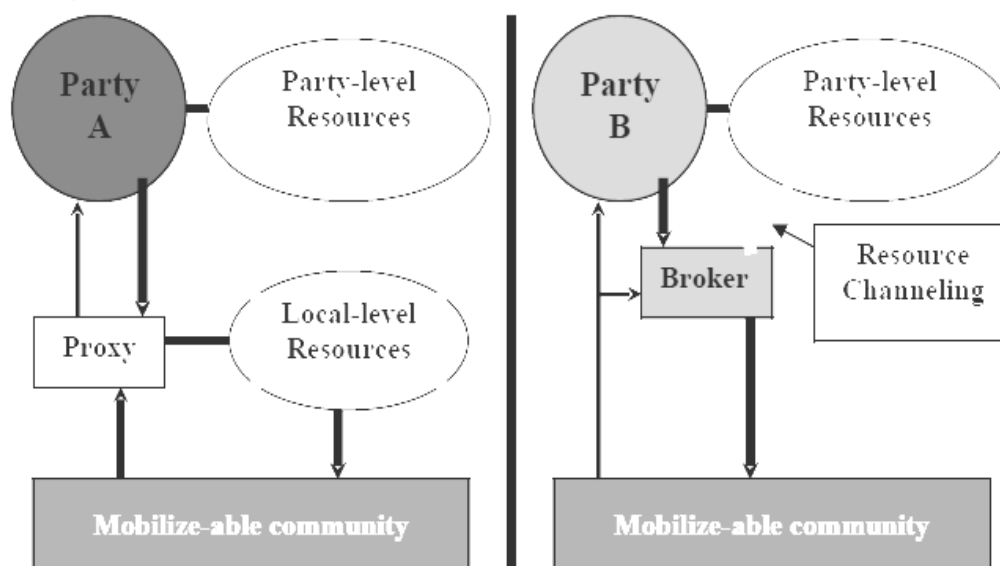 Party
A
Party-level
Resources
Proxy
Local-level
Resources
Mobilize-able community
Party
B
Party-level
Resources
Broker
Resource
Channeling
Mobilize-able community